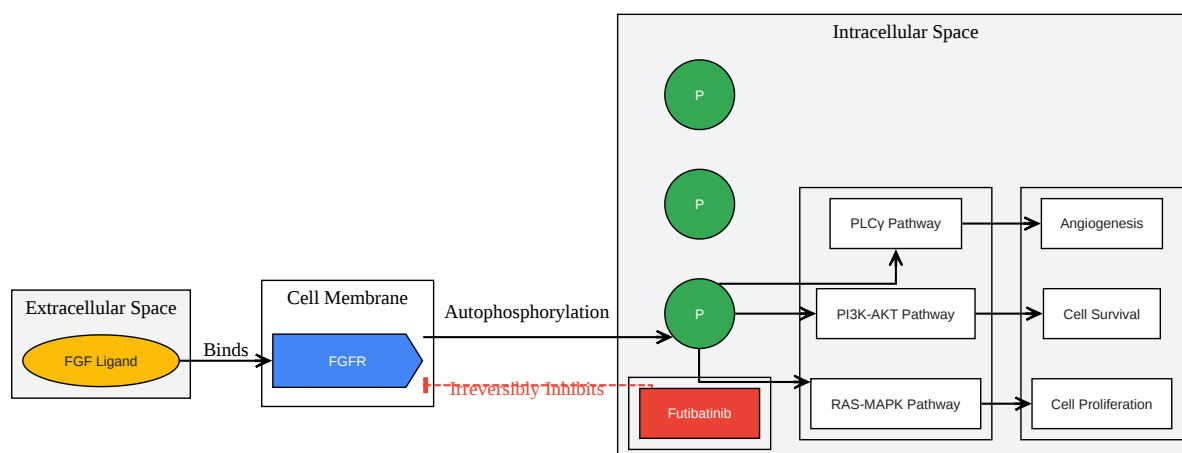 Intracellular Space
P
P
PLCγ Pathway
Angiogenesis
Extracellular Space
FGF Ligand
Binds
Cell Membrane
FGFR
Autophosphorylation
P
PI3K-AKT Pathway
Cell Survival
Irreversibly Inhibits
Futibatinib
RAS-MAPK Pathway
Cell Proliferation